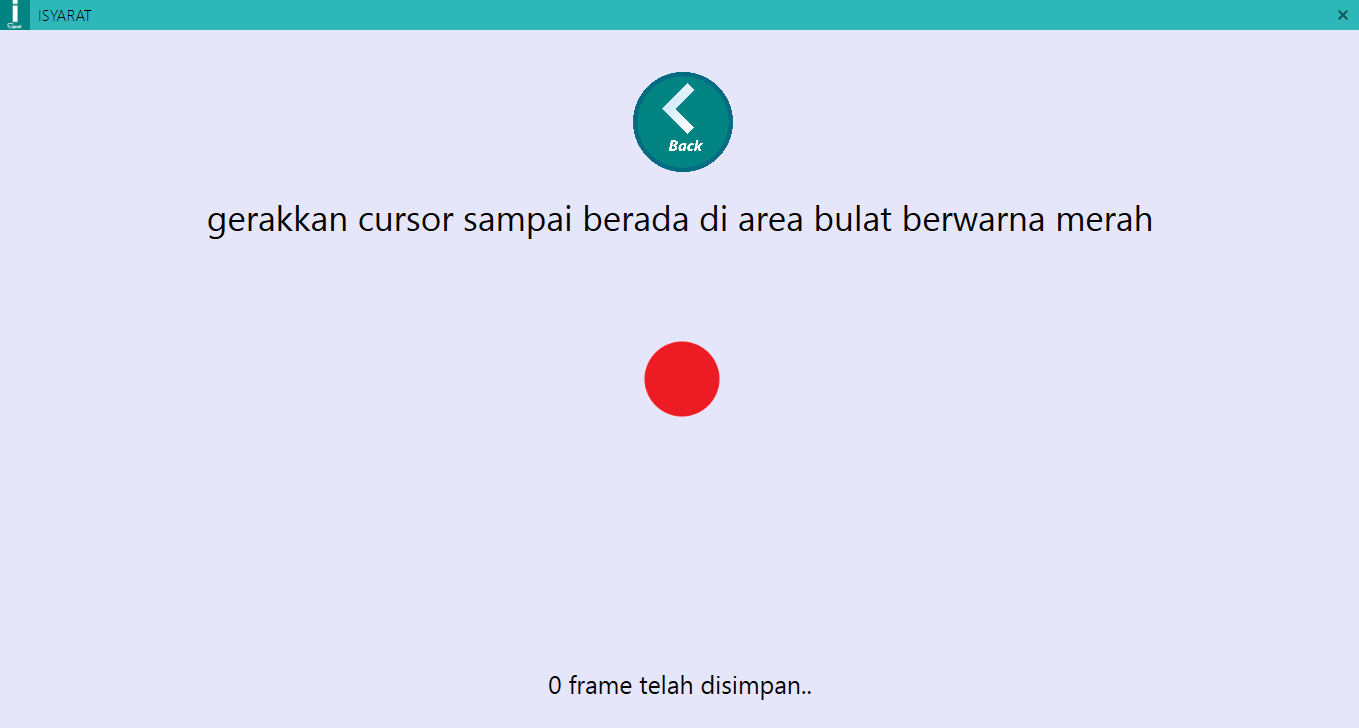 ISYARAT
Back
gerakkan cursor sampai berada di area bulat berwarna merah
0 frame telah disimpan..